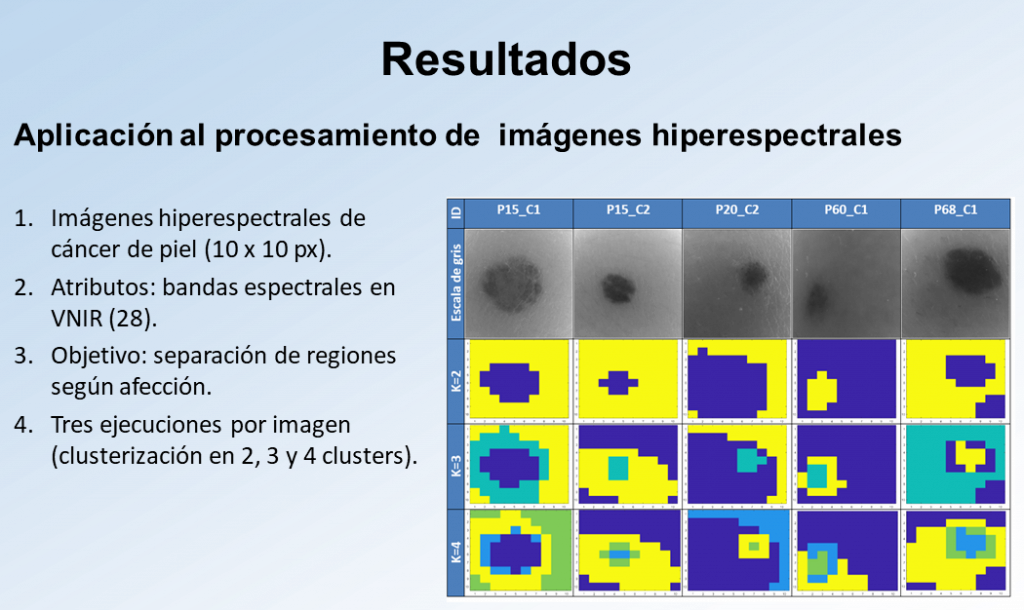 Resultados
Aplicación al procesamiento de imágenes hiperespectrales
1. Imágenes hiperespectrales de
cáncer de piel (10 x 10 px).
2. Atributos: bandas espectrales en
VNIR (28).
3. Objetivo: separación de regiones
según afección.
4. Tres ejecuciones por imagen
(clusterización en 2, 3 y 4 clusters).
ID P15_C1 P15_C2 P20_C2 P60_C1 P68_C1
Escala de gris
K=2
K=3
K=4